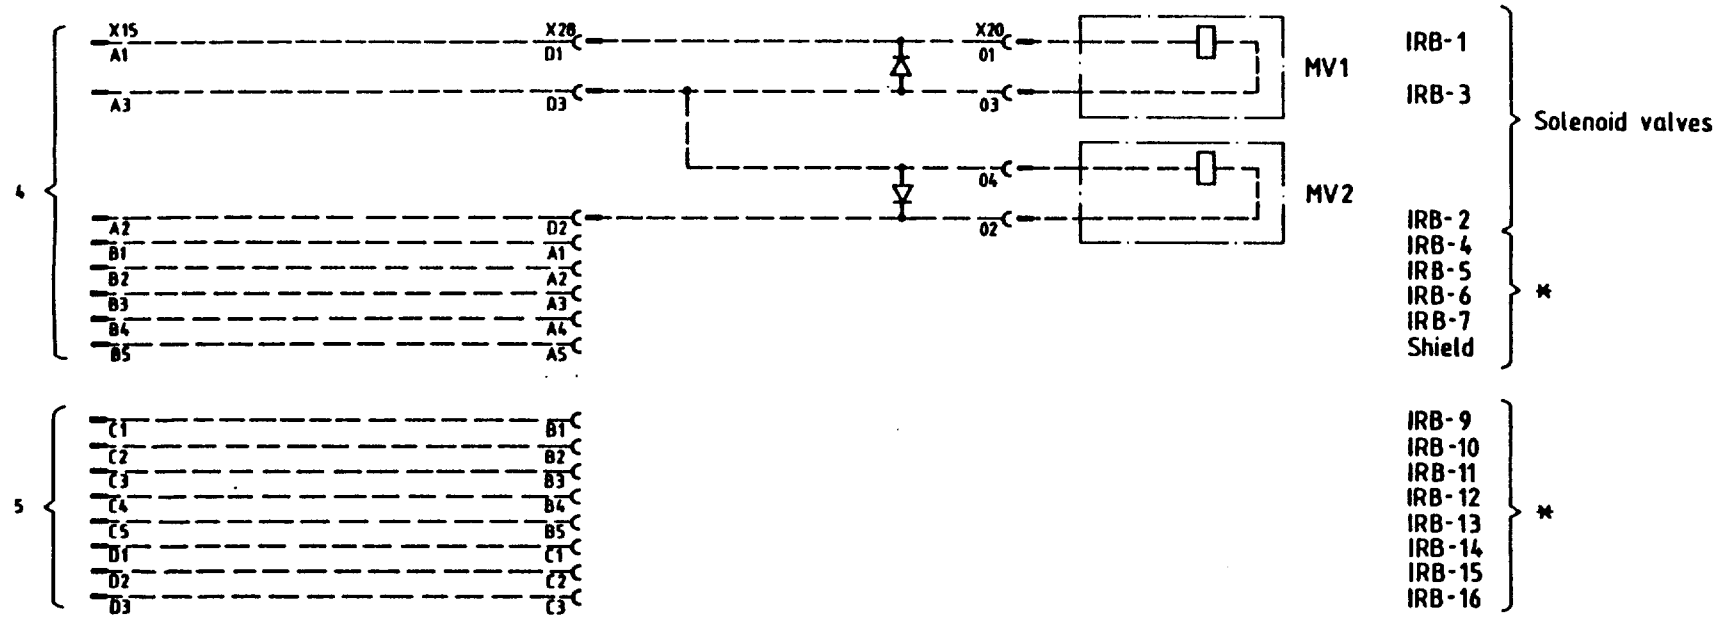 X15 X28 X20
A1 D1 01 IRB-1
MV1
A3 D3 03 IRB-3
Solenoid valves
04
4 MV2
A2 D2 02 IRB-2
B1 A1 IRB-4
B2 A2 IRB-5
B3 A3 IRB-6 *
B4 A4 IRB-7
B5 A5 Shield
C1 B1 IRB-9
C2 B2 IRB-10
C3 B3 IRB-11
C4 B4 IRB-12
5 *
C5 B5 IRB-13
D1 C1 IRB-14
D2 C2 IRB-15
D3 C3 IRB-16